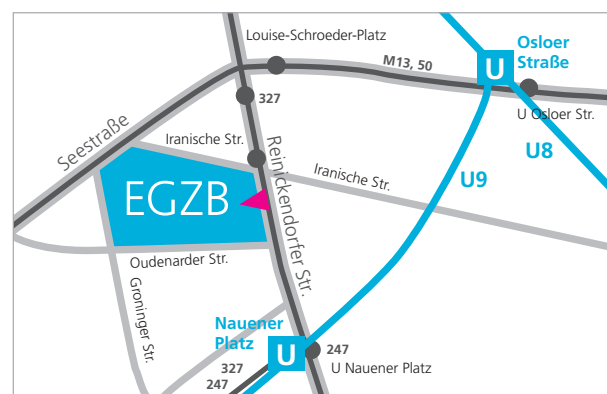 Louise-Schroeder-Platz
Osloer
Straße
U
M13, 50
327
U Osloer Str.
Seestraße
Iranische Str.
Reinickendorfer Str.
Iranische Str.
U8
U9
EGZB
Oudenarder Str.
Groninger Str.
Nauener
Platz
U
247
U Nauener Platz
327
247